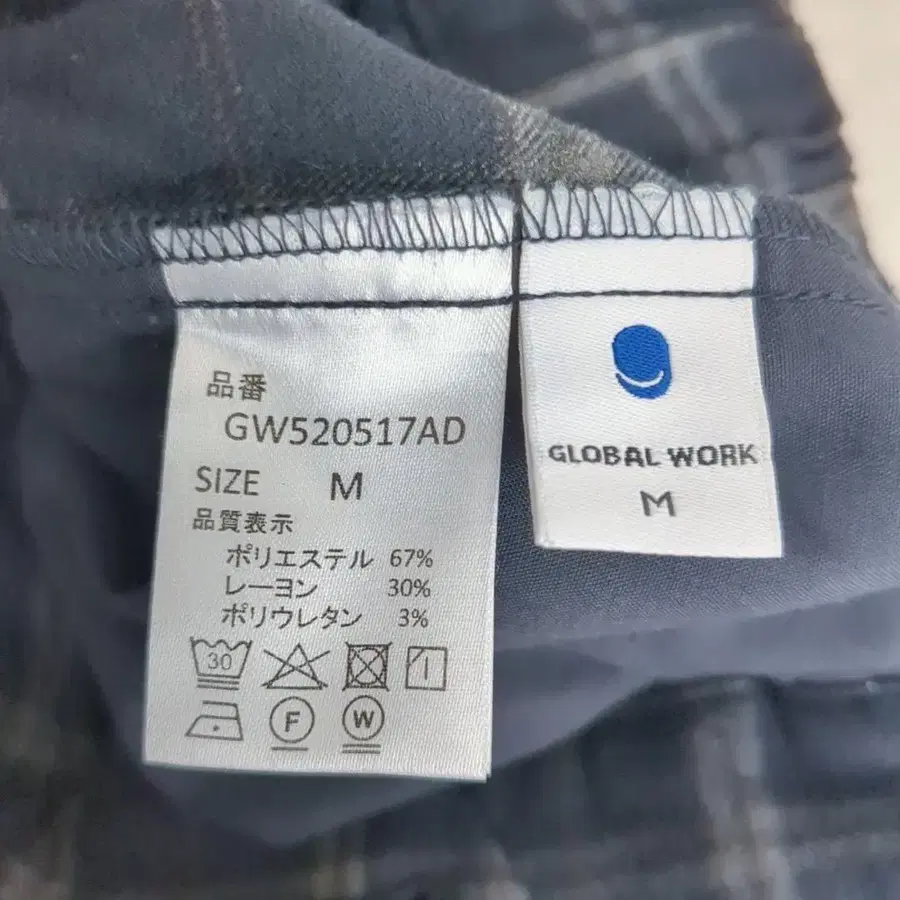 品番
GW520517AD
SIZE M
品質表示
ポリエステル 67%
レーヨン 30%
ポリウレタン 3%
30
F W
GLOBAL WORK
M